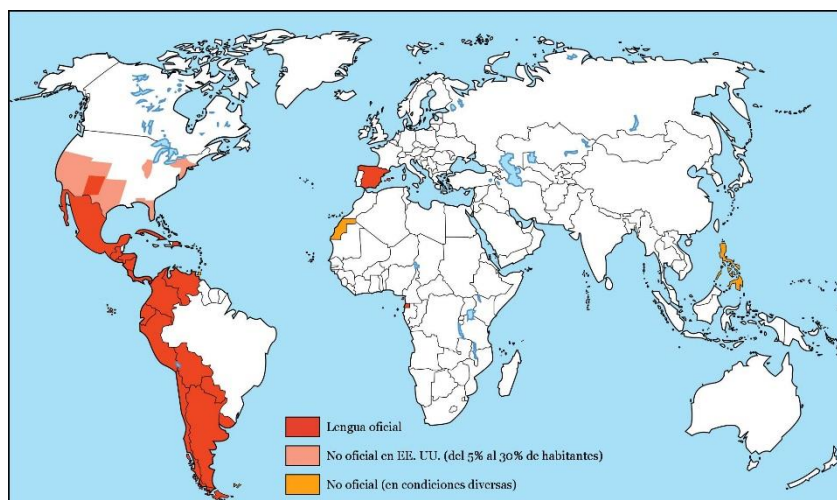 Lengua oficial
No oficial en EE. UU. (del 5% al 30% de habitantes)
No oficial (en condiciones diversas)